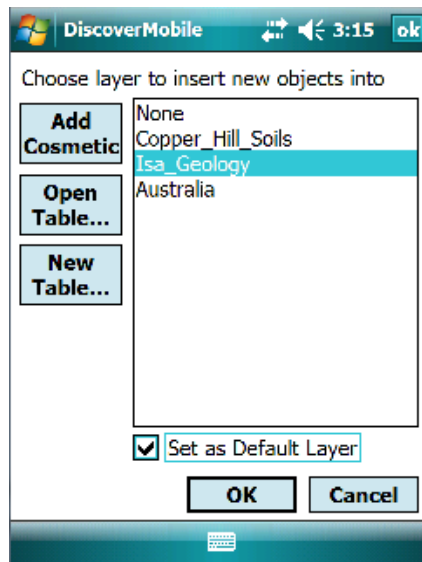 DiscoverMobile 3:15 ok
Choose layer to insert new objects into
Add
Cosmetic
Open
Table...
New
Table...
None
Copper_Hill_Soils
Isa_Geology
Australia
Set as Default Layer
OK Cancel